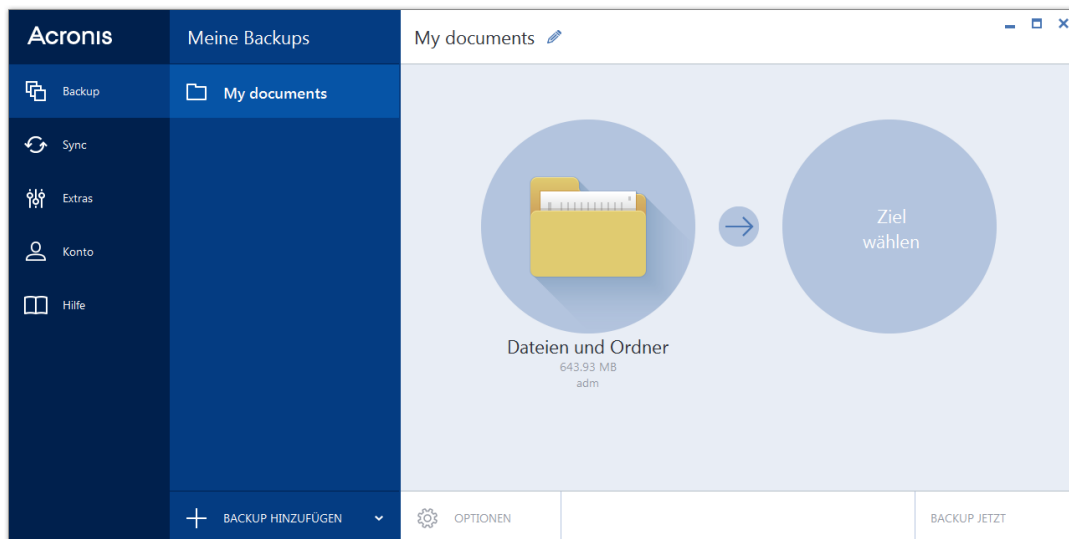 Acronis
Meine Backups
My documents
Backup
My documents
Sync
Extras
Konto
Hilfe
Ziel
wählen
Dateien und Ordner
643.93 MB
adm
BACKUP HINZUFÜGEN
OPTIONEN
BACKUP JETZT